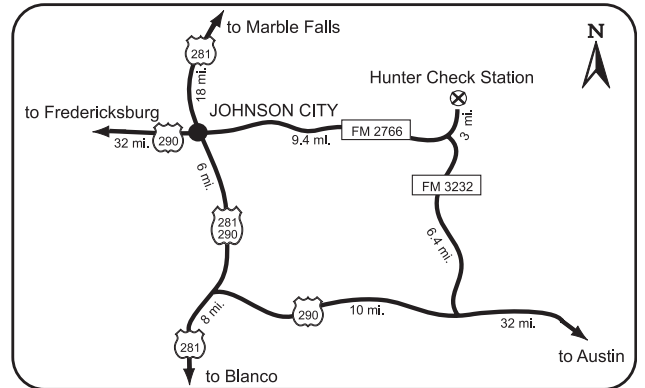 to Marble Falls
281
N
18 mi.
Hunter Check Station
to Fredericksburg
JOHNSON CITY
290
32 mi.
9.4 mi.
FM 2766
3 mi.
6 mi.
FM 3232
281
290
6.4 mi.
8 mi.
290
10 mi.
32 mi.
281
to Austin
to Blanco